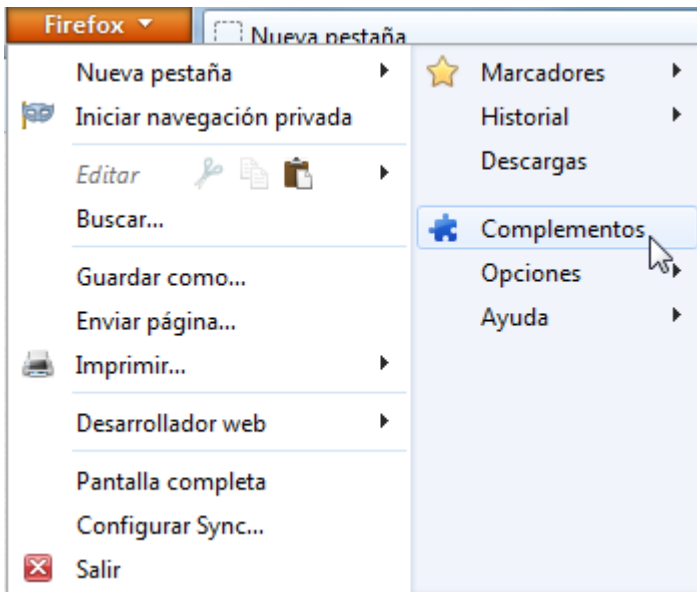 Firefox
Nueva pestaña
Nueva pestaña
Iniciar navegación privada
Editar
Buscar...
Guardar como...
Enviar página...
Imprimir...
Desarrollador web
Pantalla completa
Configurar Sync...
Salir
Marcadores
Historial
Descargas
Complementos
Opciones
Ayuda